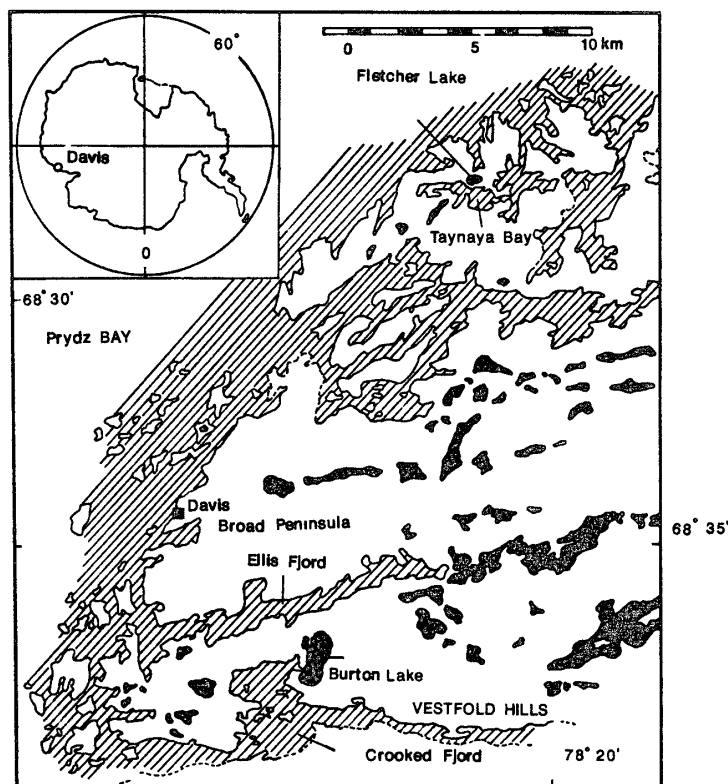 60°
Davis
0
0 5 10 km
Fletcher Lake
Taynaya Bay
68° 30'
Prydz BAY
Davis
Broad Peninsula
68° 35'
Ellis Fjord
Burton Lake
VESTFOLD HILLS
Crooked Fjord
78° 20'